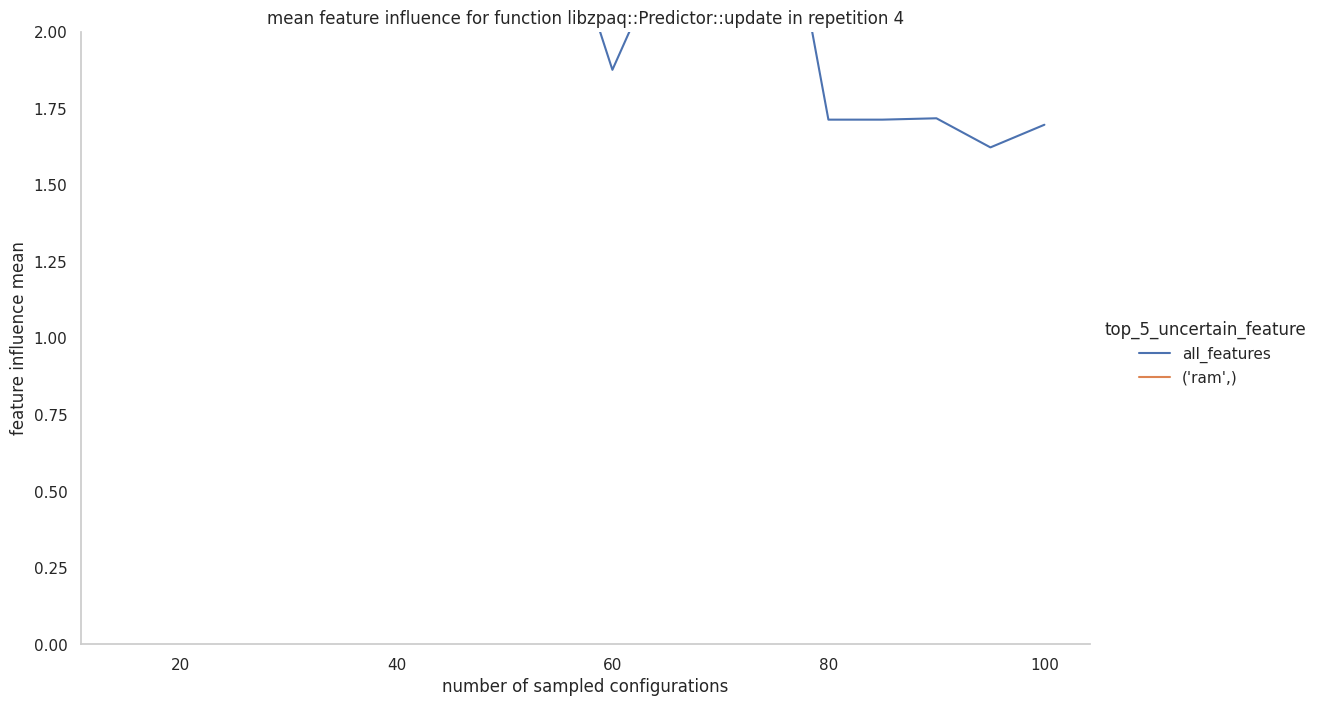 mean feature influence for function libzpaq::Predictor::update in repetition 4
2.00
1.75
1.50
1.25
1.00
0.75
0.50
0.25
0.00
feature influence mean
20
40
60
80
100
number of sampled configurations
top_5_uncertain_feature
all_features
('ram',)